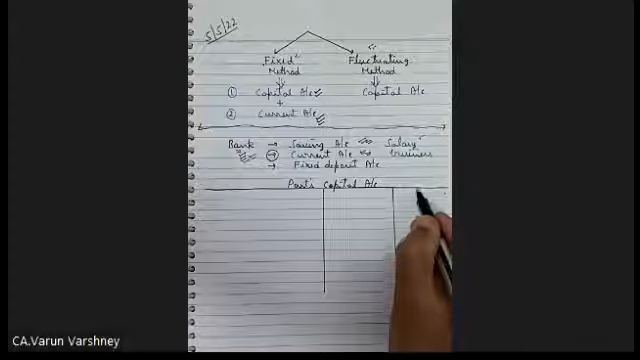 5/5/22
Fixed Fluctuating
Method Method
① Capital A/c Capital A/c
+
② Current A/c
Bank → Saving A/c Salary
→ Current A/c business
→ Fixed deposit A/c
Part's Capital A/c
CA.Varun Varshney